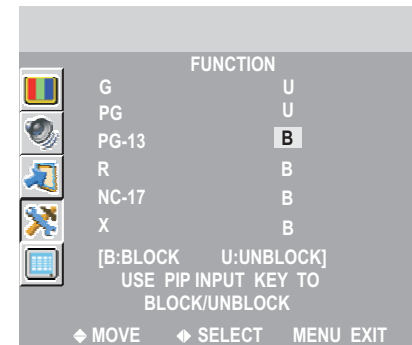 FUNCTION
G U
PG U
PG-13 B
R B
NC-17 B
X B
[B:BLOCK U:UNBLOCK]
USE PIP INPUT KEY TO
BLOCK/UNBLOCK
MOVE SELECT MENU EXIT